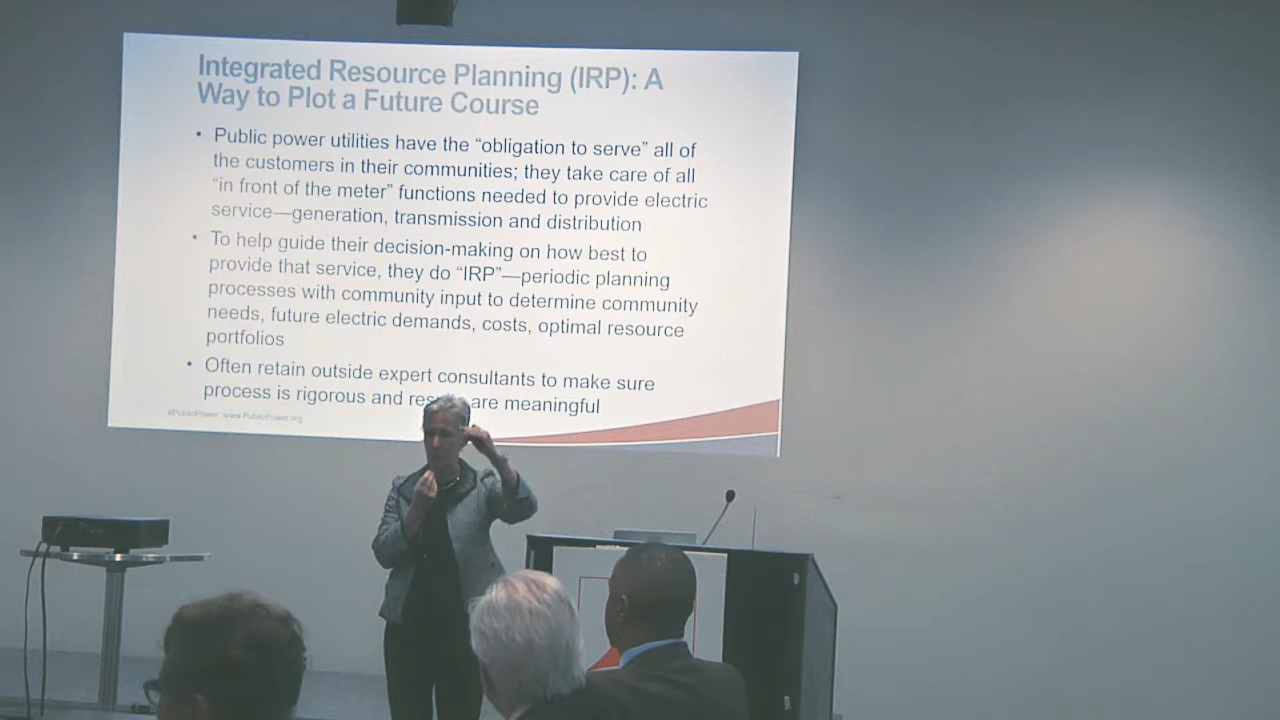 Integrated Resource Planning (IRP): A
Way to Plot a Future Course
• Public power utilities have the “obligation to serve” all of
the customers in their communities; they take care of all
“in front of the meter” functions needed to provide electric
service—generation, transmission and distribution
• To help guide their decision-making on how best to
provide that service, they do “IRP”—periodic planning
processes with community input to determine community
needs, future electric demands, costs, optimal resource
portfolios
• Often retain outside expert consultants to make sure
process is rigorous and are meaningful
#PublicPower www.PublicPower.org